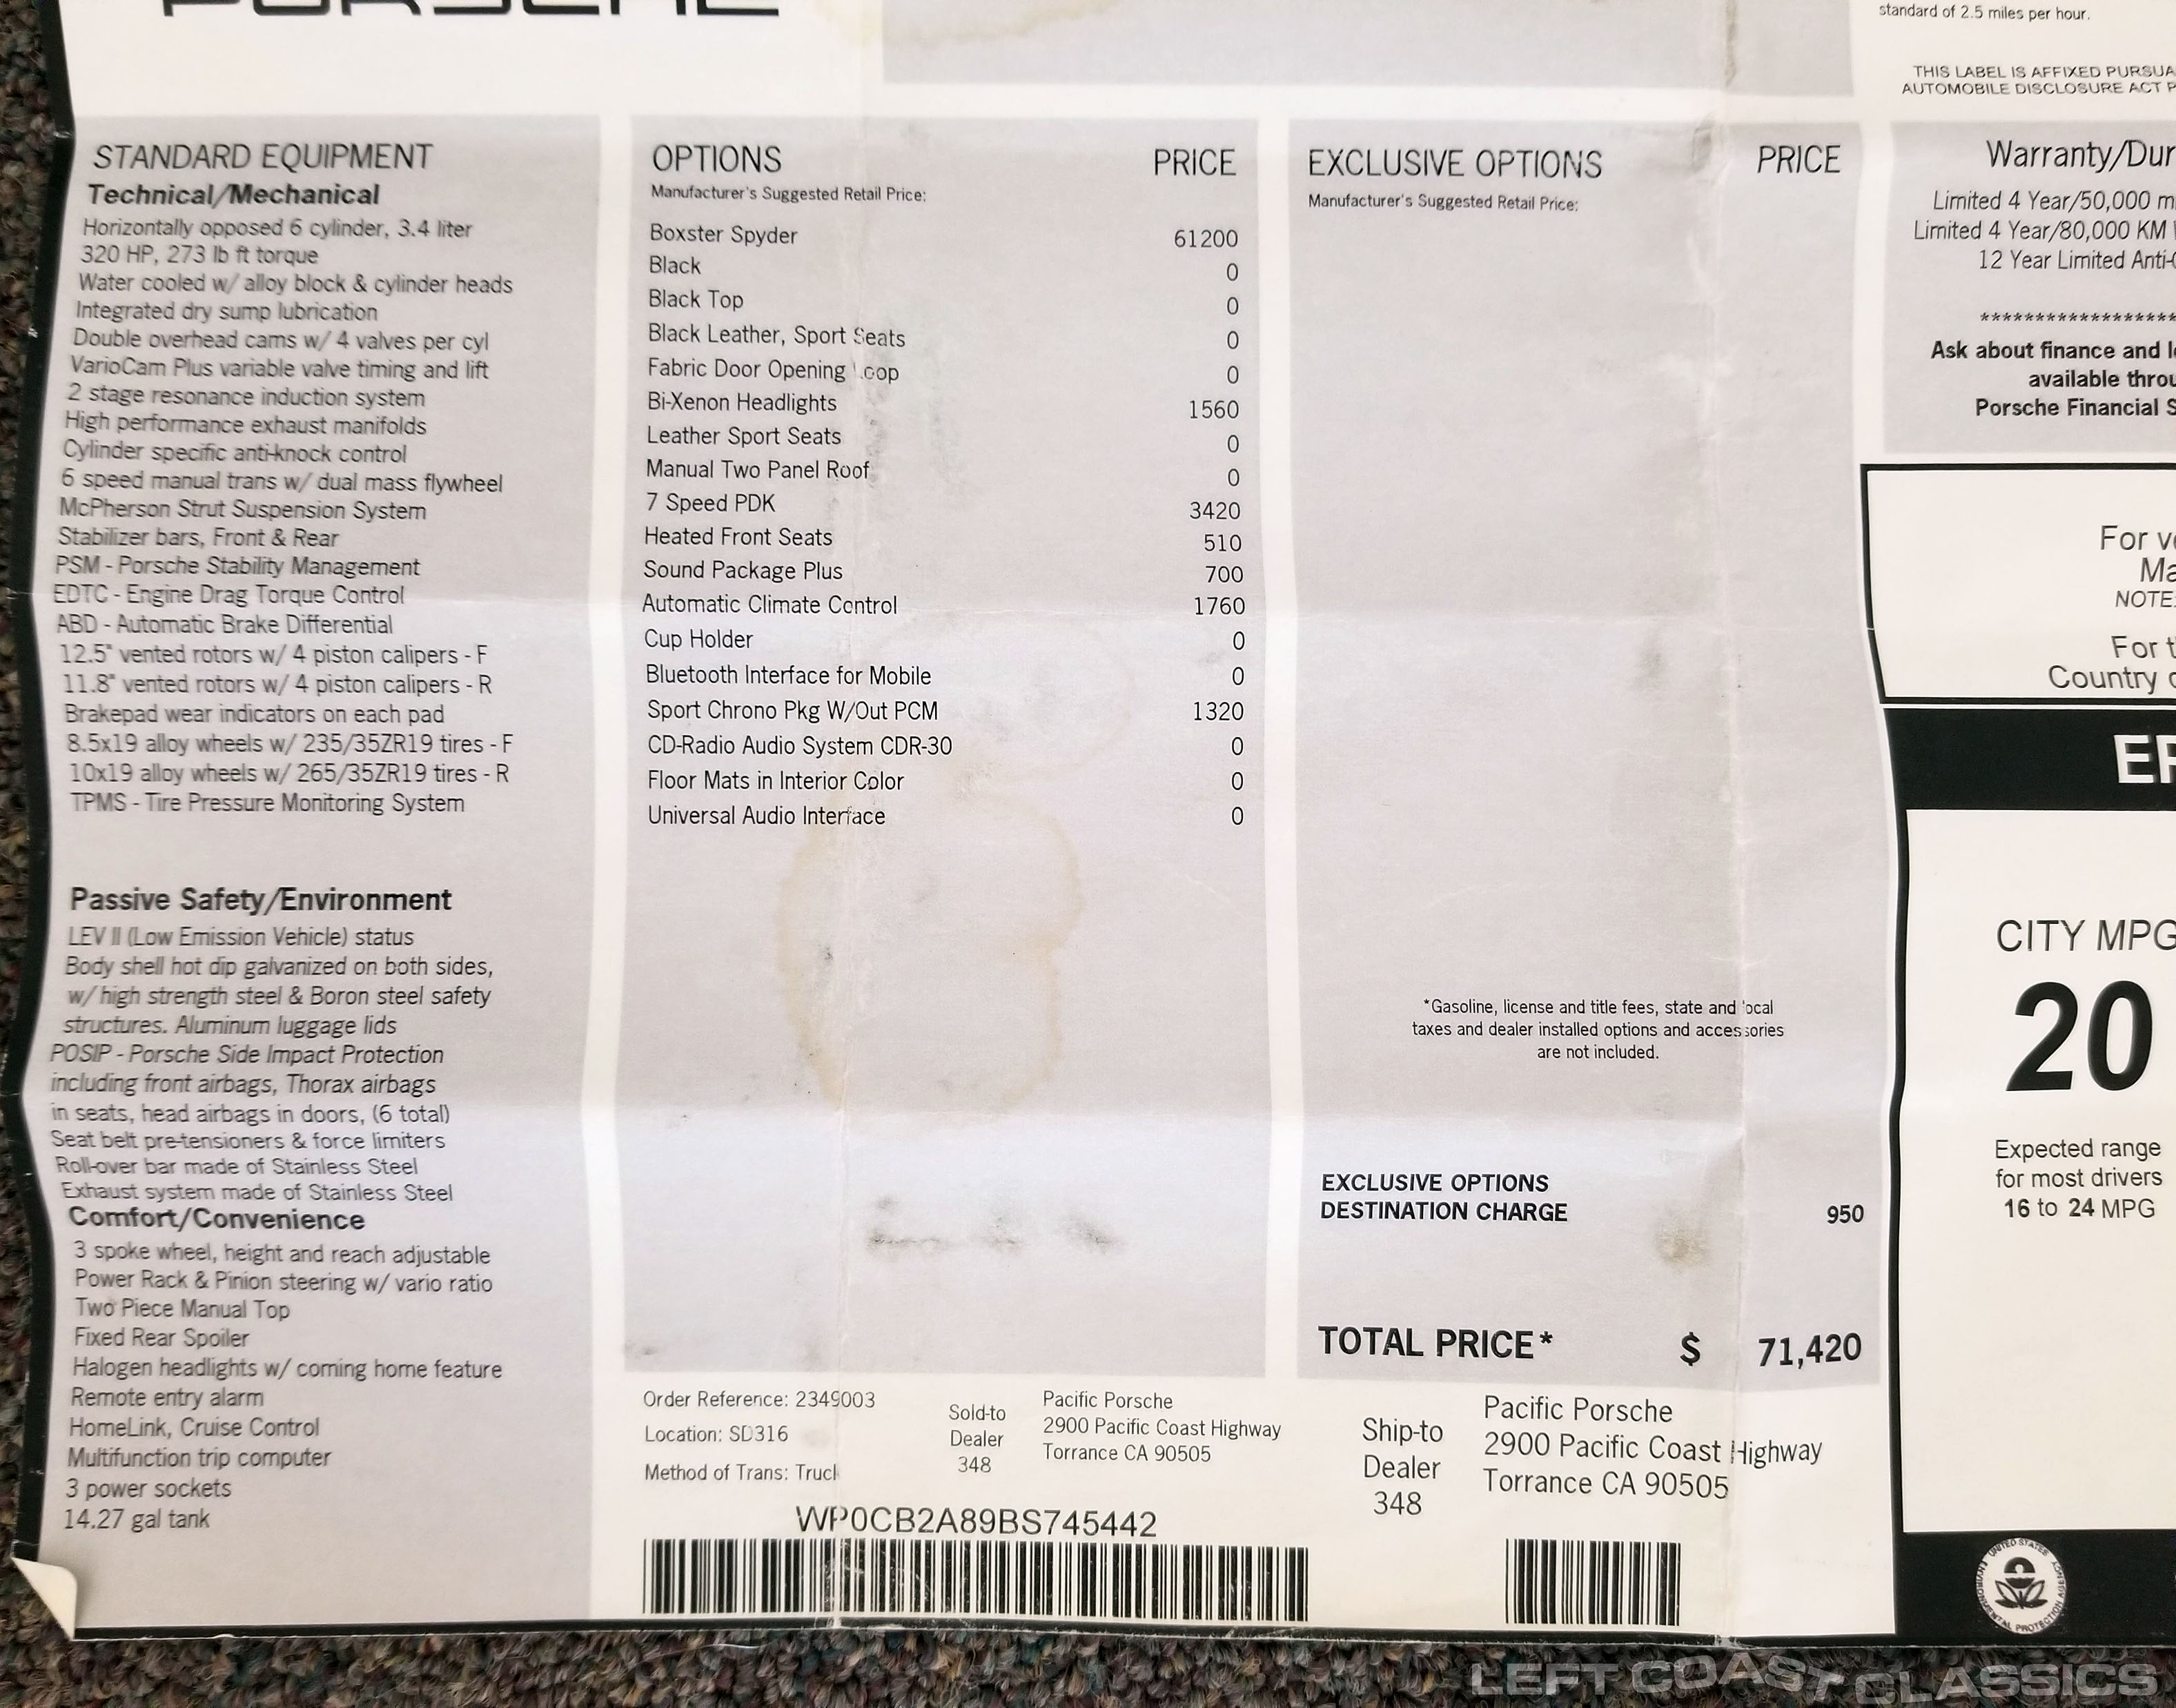 PORSCHE
standard of 2.5 miles per hour.
THIS LABEL IS AFFIXED
AUTOMOBILE DISCLOSURE ACT
STANDARD EQUIPMENT
Technical/Mechanical
Horizontally opposed 6 cylinder, 3.4 liter
320 HP, 273 lb ft torque
Water cooled w/ alloy block & cylinder heads
Integrated dry sump lubrication
Double overhead cams w/ 4 valves per cyl
VarioCam Plus variable valve timing and lift
2 stage resonance induction system
High performance exhaust manifolds
Cylinder specific anti-knock control
6 speed manual trans w/ dual mass flywheel
McPherson Strut Suspension System
Stabilizer bars, Front & Rear
PSM - Porsche Stability Management
EDTC - Engine Drag Torque Control
ABD - Automatic Brake Differential
12.5" vented rotors w/ 4 piston calipers - F
11.8" vented rotors w/ 4 piston calipers - R
Brakepad wear indicators on each pad
8.5x19 alloy wheels w/ 235/35ZR19 tires - F
10x19 alloy wheels w/ 265/35ZR19 tires - R
TPMS - Tire Pressure Monitoring System
Passive Safety/Environment
LEV II (Low Emission Vehicle) status
Body shell hot dip galvanized on both sides,
w/ high strength steel & Boron steel safety
structures. Aluminum luggage lids
POSIP - Porsche Side Impact Protection
including front airbags, Thorax airbags
in seats, head airbags in doors, (6 total)
Seat belt pre-tensioners & force limiters
Roll-over bar made of Stainless Steel
Exhaust system made of Stainless Steel
Comfort/Convenience
3 spoke wheel, height and reach adjustable
Power Rack & Pinion steering w/ vario ratio
Two Piece Manual Top
Fixed Rear Spoiler
Halogen headlights w/ coming home feature
Remote entry alarm
HomeLink, Cruise Control
Multifunction trip computer
3 power sockets
14.27 gal tank
OPTIONS PRICE
Manufacturer's Suggested Retail Price:
Boxster Spyder 61200
Black 0
Black Top 0
Black Leather, Sport Seats 0
Fabric Door Opening Loop 0
Bi-Xenon Headlights 1560
Leather Sport Seats 0
Manual Two Panel Roof 0
7 Speed PDK 3420
Heated Front Seats 510
Sound Package Plus 700
Automatic Climate Control 1760
Cup Holder 0
Bluetooth Interface for Mobile 0
Sport Chrono Pkg W/Out PCM 1320
CD-Radio Audio System CDR-30 0
Floor Mats in Interior Color 0
Universal Audio Interface 0
EXCLUSIVE OPTIONS PRICE
Manufacturer's Suggested Retail Price:
*Gasoline, license and title fees, state and local
taxes and dealer installed options and accessories
are not included.
EXCLUSIVE OPTIONS
DESTINATION CHARGE 950
TOTAL PRICE* $ 71,420
Order Reference: 2349003
Location: SD316
Method of Trans: Truck
Sold-to
Dealer
348
Pacific Porsche
2900 Pacific Coast Highway
Torrance CA 90505
Ship-to
Dealer
348
Pacific Porsche
2900 Pacific Coast Highway
Torrance CA 90505
WP0CB2A89BS745442
Warranty/Dur
Limited 4 Year/50,000
Limited 4 Year/80,000 KM
12 Year Limited Anti-
******************
Ask about finance and
available
Porsche Financial
For
NOTE:
For
Country
CITY MPG
20
Expected range
for most drivers
16 to 24 MPG
UNITED STATES
ENVIRONMENTAL PROTECTION AGENCY
LEFT COAST CLASSICS